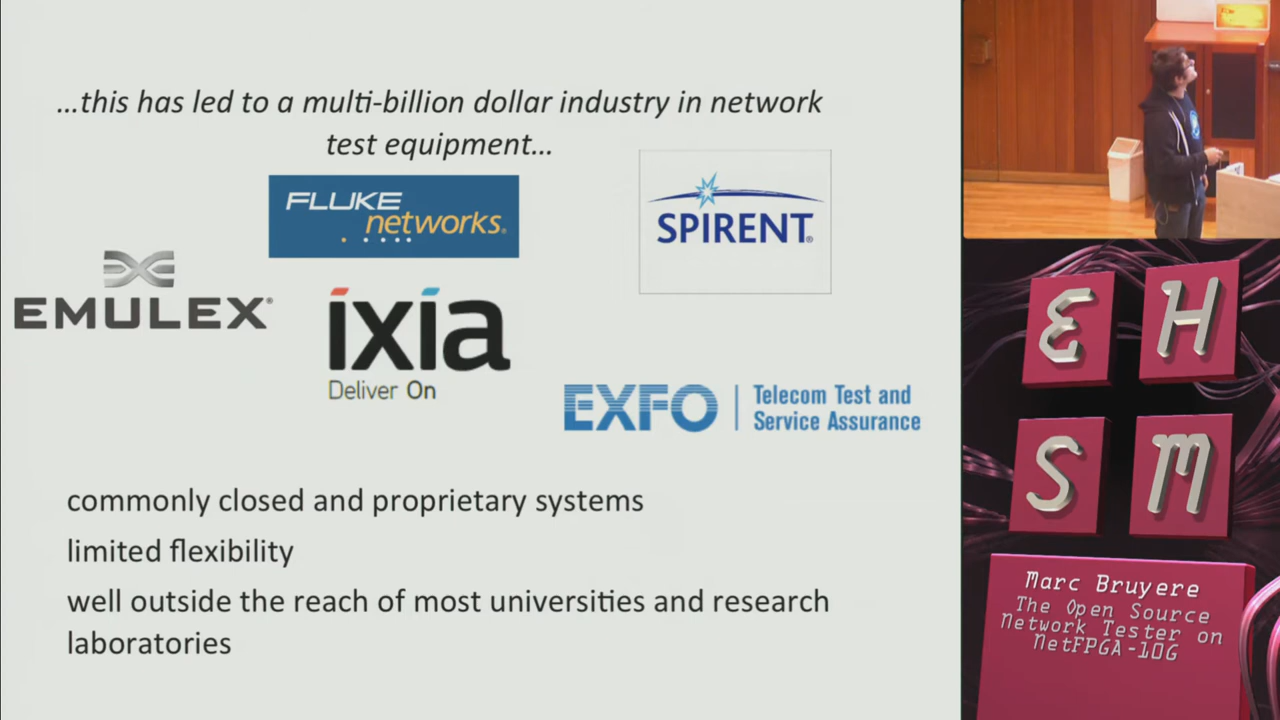 ...this has led to a multi-billion dollar industry in network
test equipment...
FLUKE
networks®
SPIRENT®
EMULEX®
ixia
Deliver On
EXFO
Telecom Test and
Service Assurance
commonly closed and proprietary systems
limited flexibility
well outside the reach of most universities and research
laboratories
E H
S M
Marc Bruyere
The Open Source
Network Tester on
NetFPGA-10G